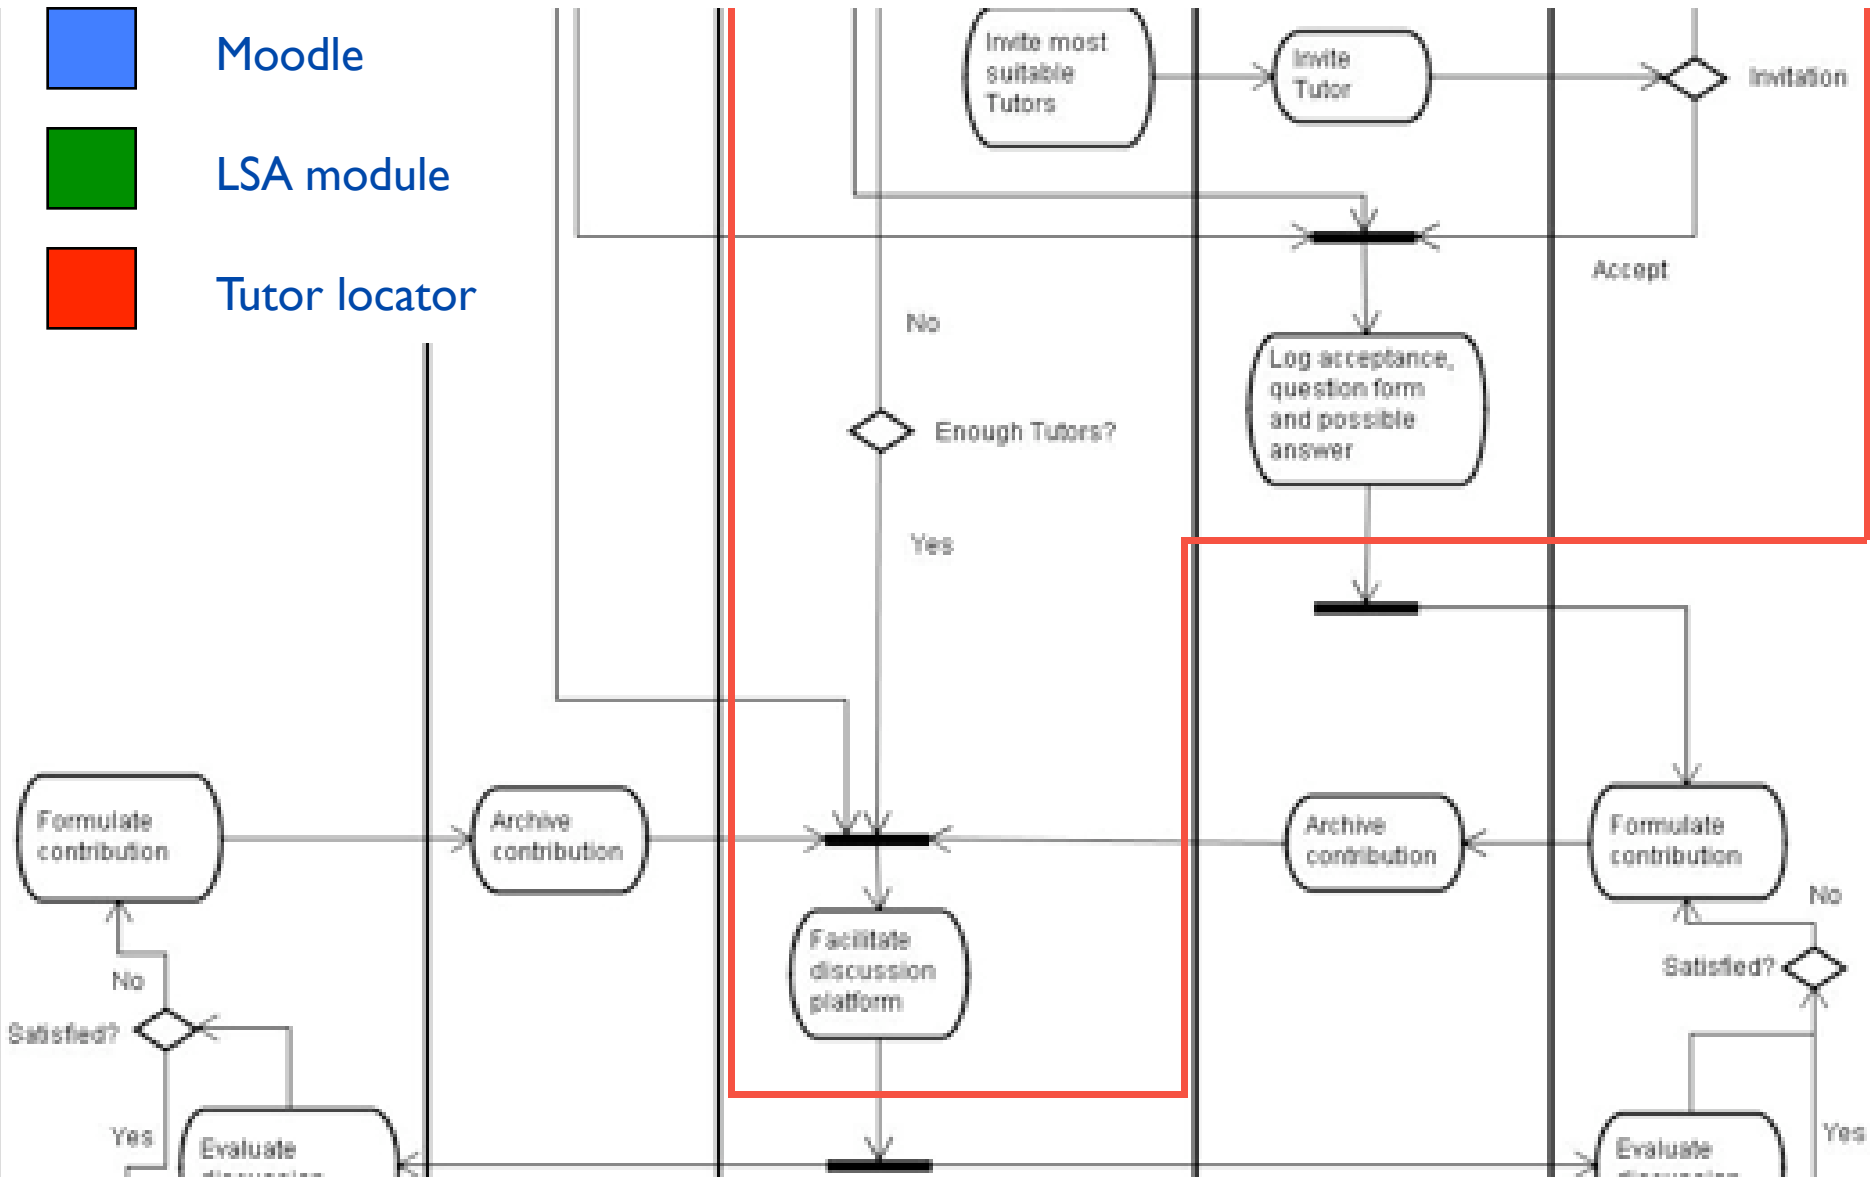 Moodle
LSA module
Tutor locator
Invite most
suitable
Tutors
Invite
Tutor
Invitation
Accept
No
Log acceptance,
question form
and possible
answer
Enough Tutors?
Yes
Formulate
contribution
Archive
contribution
Archive
contribution
Formulate
contribution
No
Facilitate
discussion
platform
Satisfied?
No
Satisfied?
Yes
Evaluate
discussion
Yes
Evaluate
discussion